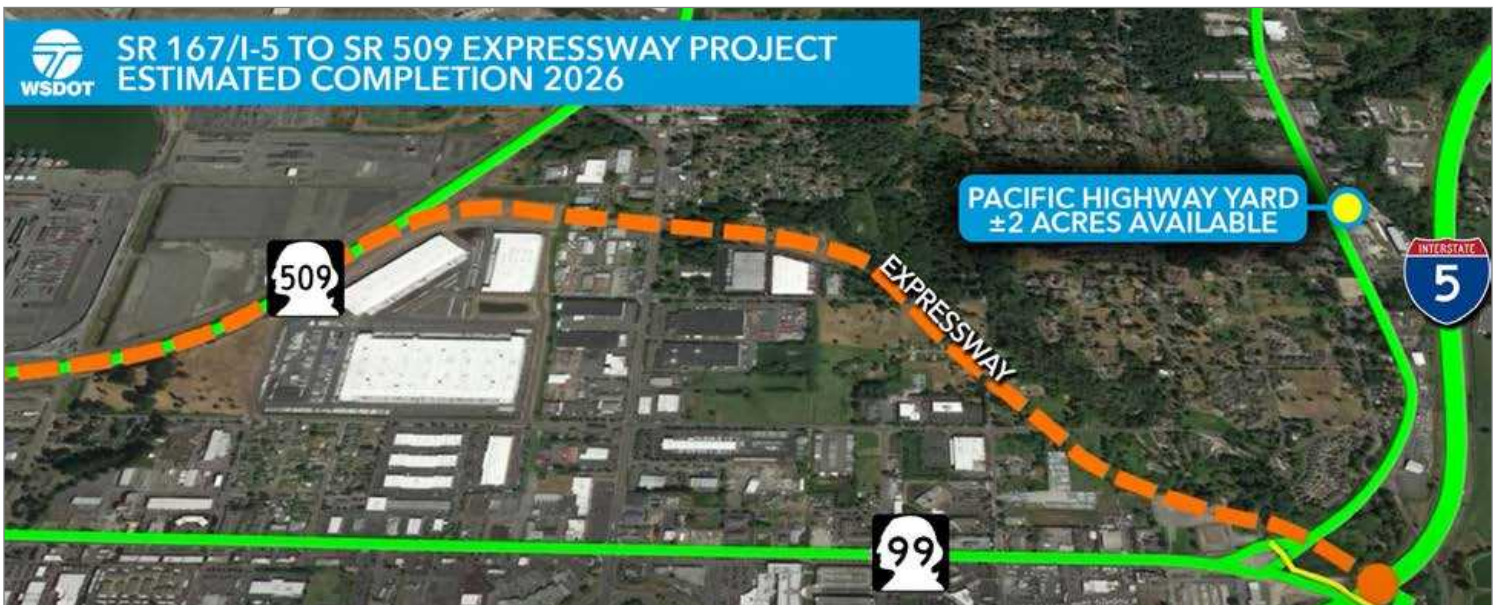 WSDOT
SR 167/I-5 TO SR 509 EXPRESSWAY PROJECT
ESTIMATED COMPLETION 2026
PACIFIC HIGHWAY YARD
±2 ACRES AVAILABLE
INTERSTATE
5
509
EXPRESSWAY
99